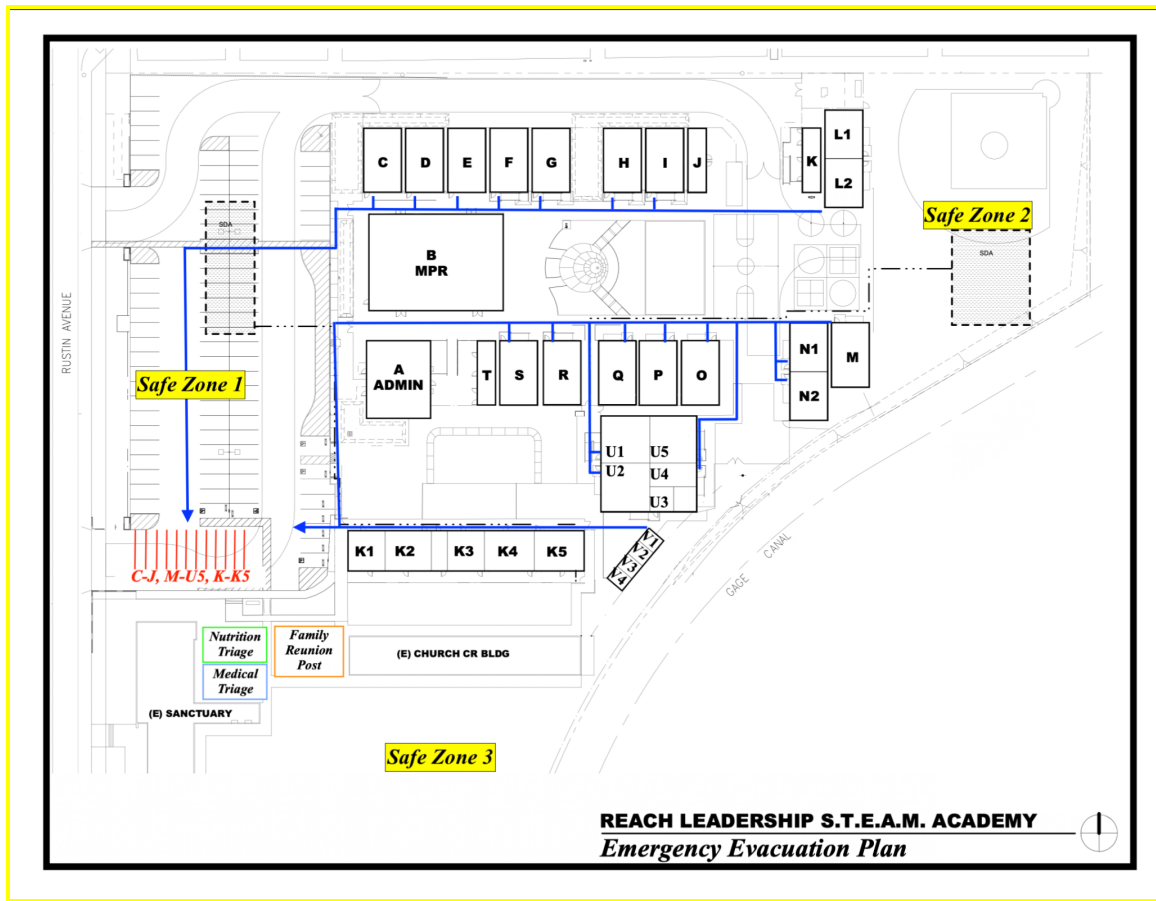 L1
C
D
E
F
G
H
I
J
K
L2
Safe Zone 2
SDA
SDA
B
MPR
RUSTIN AVENUE
N1
M
A
ADMIN
T
S
R
Q
P
O
Safe Zone 1
N2
U1
U5
U2
U4
U3
K1
K2
K3
K4
K5
V1
V2
V3
V4
GAGE CANAL
C-J, M-U5, K-K5
Nutrition
Triage
Family
Reunion
Post
Medical
Triage
(E) CHURCH CR BLDG
(E) SANCTUARY
Safe Zone 3
REACH LEADERSHIP S.T.E.A.M. ACADEMY
Emergency Evacuation Plan